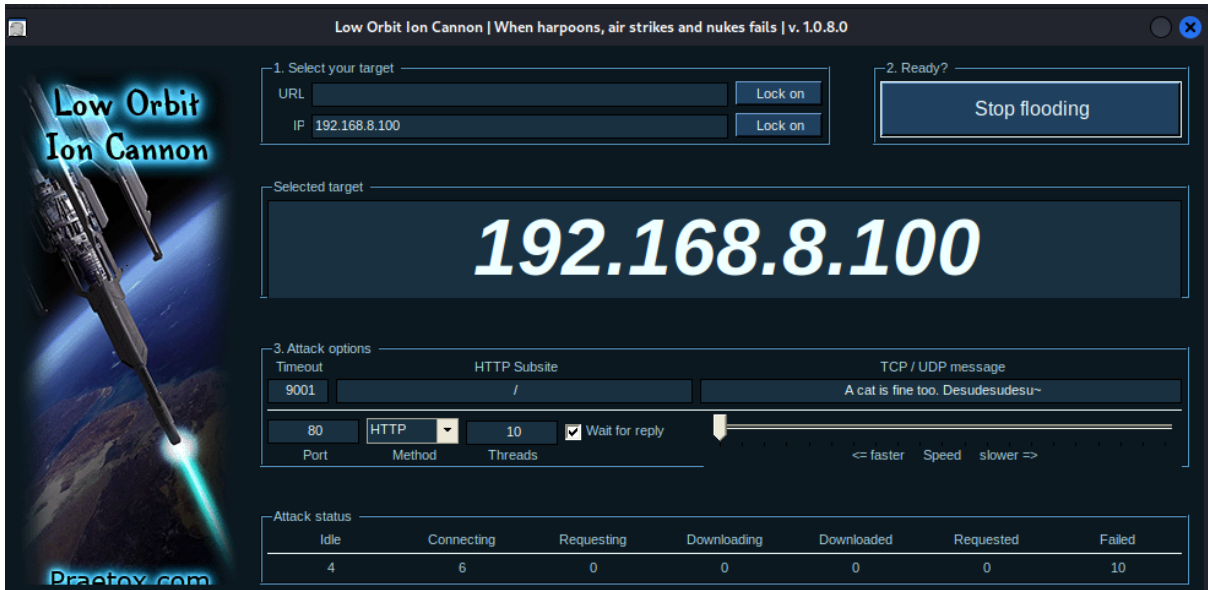 Low Orbit Ion Cannon | When harpoons, air strikes and nukes fails | v. 1.0.8.0
Low Orbit
Ion Cannon
1. Select your target
URL
Lock on
IP
192.168.8.100
Lock on
2. Ready?
Stop flooding
Selected target
192.168.8.100
3. Attack options
Timeout HTTP Subsite TCP / UDP message
9001 / A cat is fine too. Desudesudesu~
80 HTTP 10 Wait for reply
Port Method Threads <= faster Speed slower =>
Attack status
Idle Connecting Requesting Downloading Downloaded Requested Failed
4 6 0 0 0 0 10
Praetox.com